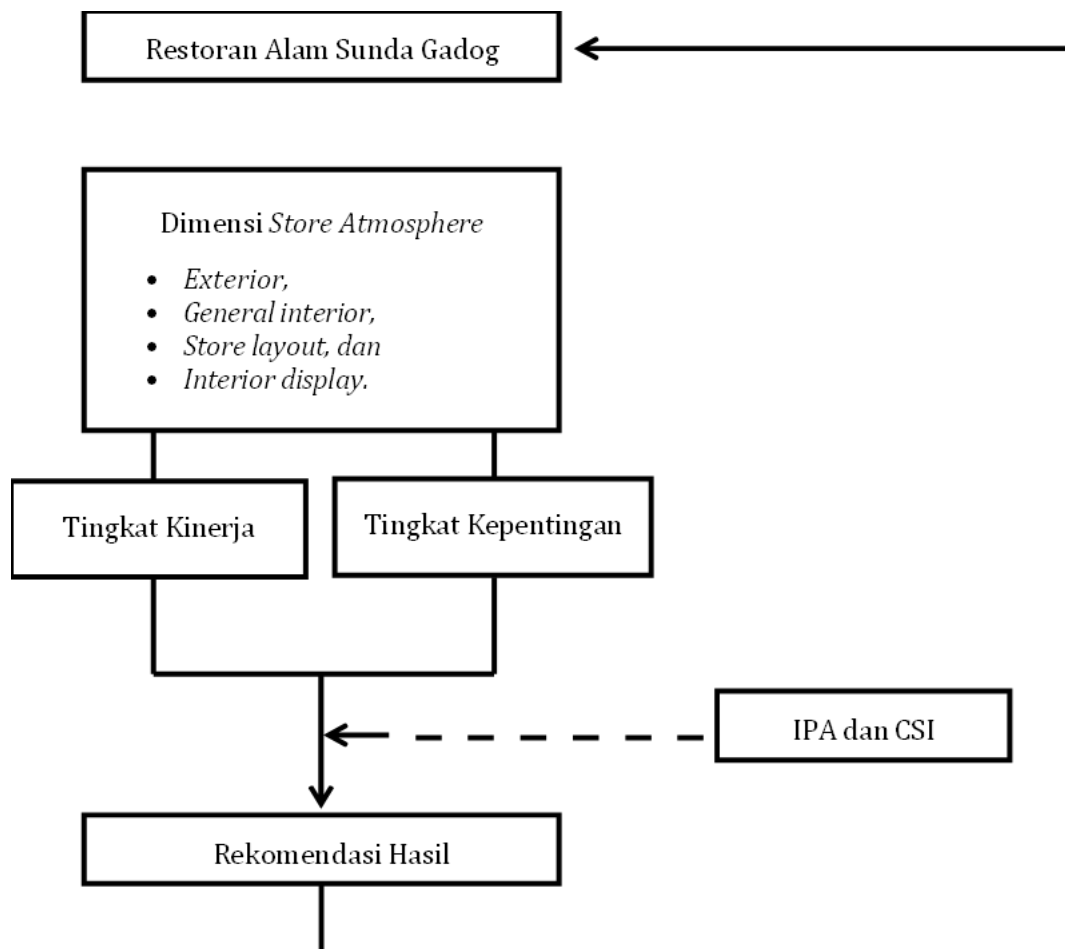 Restoran Alam Sunda Gadog
Dimensi Store Atmosphere
• Exterior,
• General interior,
• Store layout, dan
• Interior display.
Tingkat Kinerja
Tingkat Kepentingan
IPA dan CSI
Rekomendasi Hasil